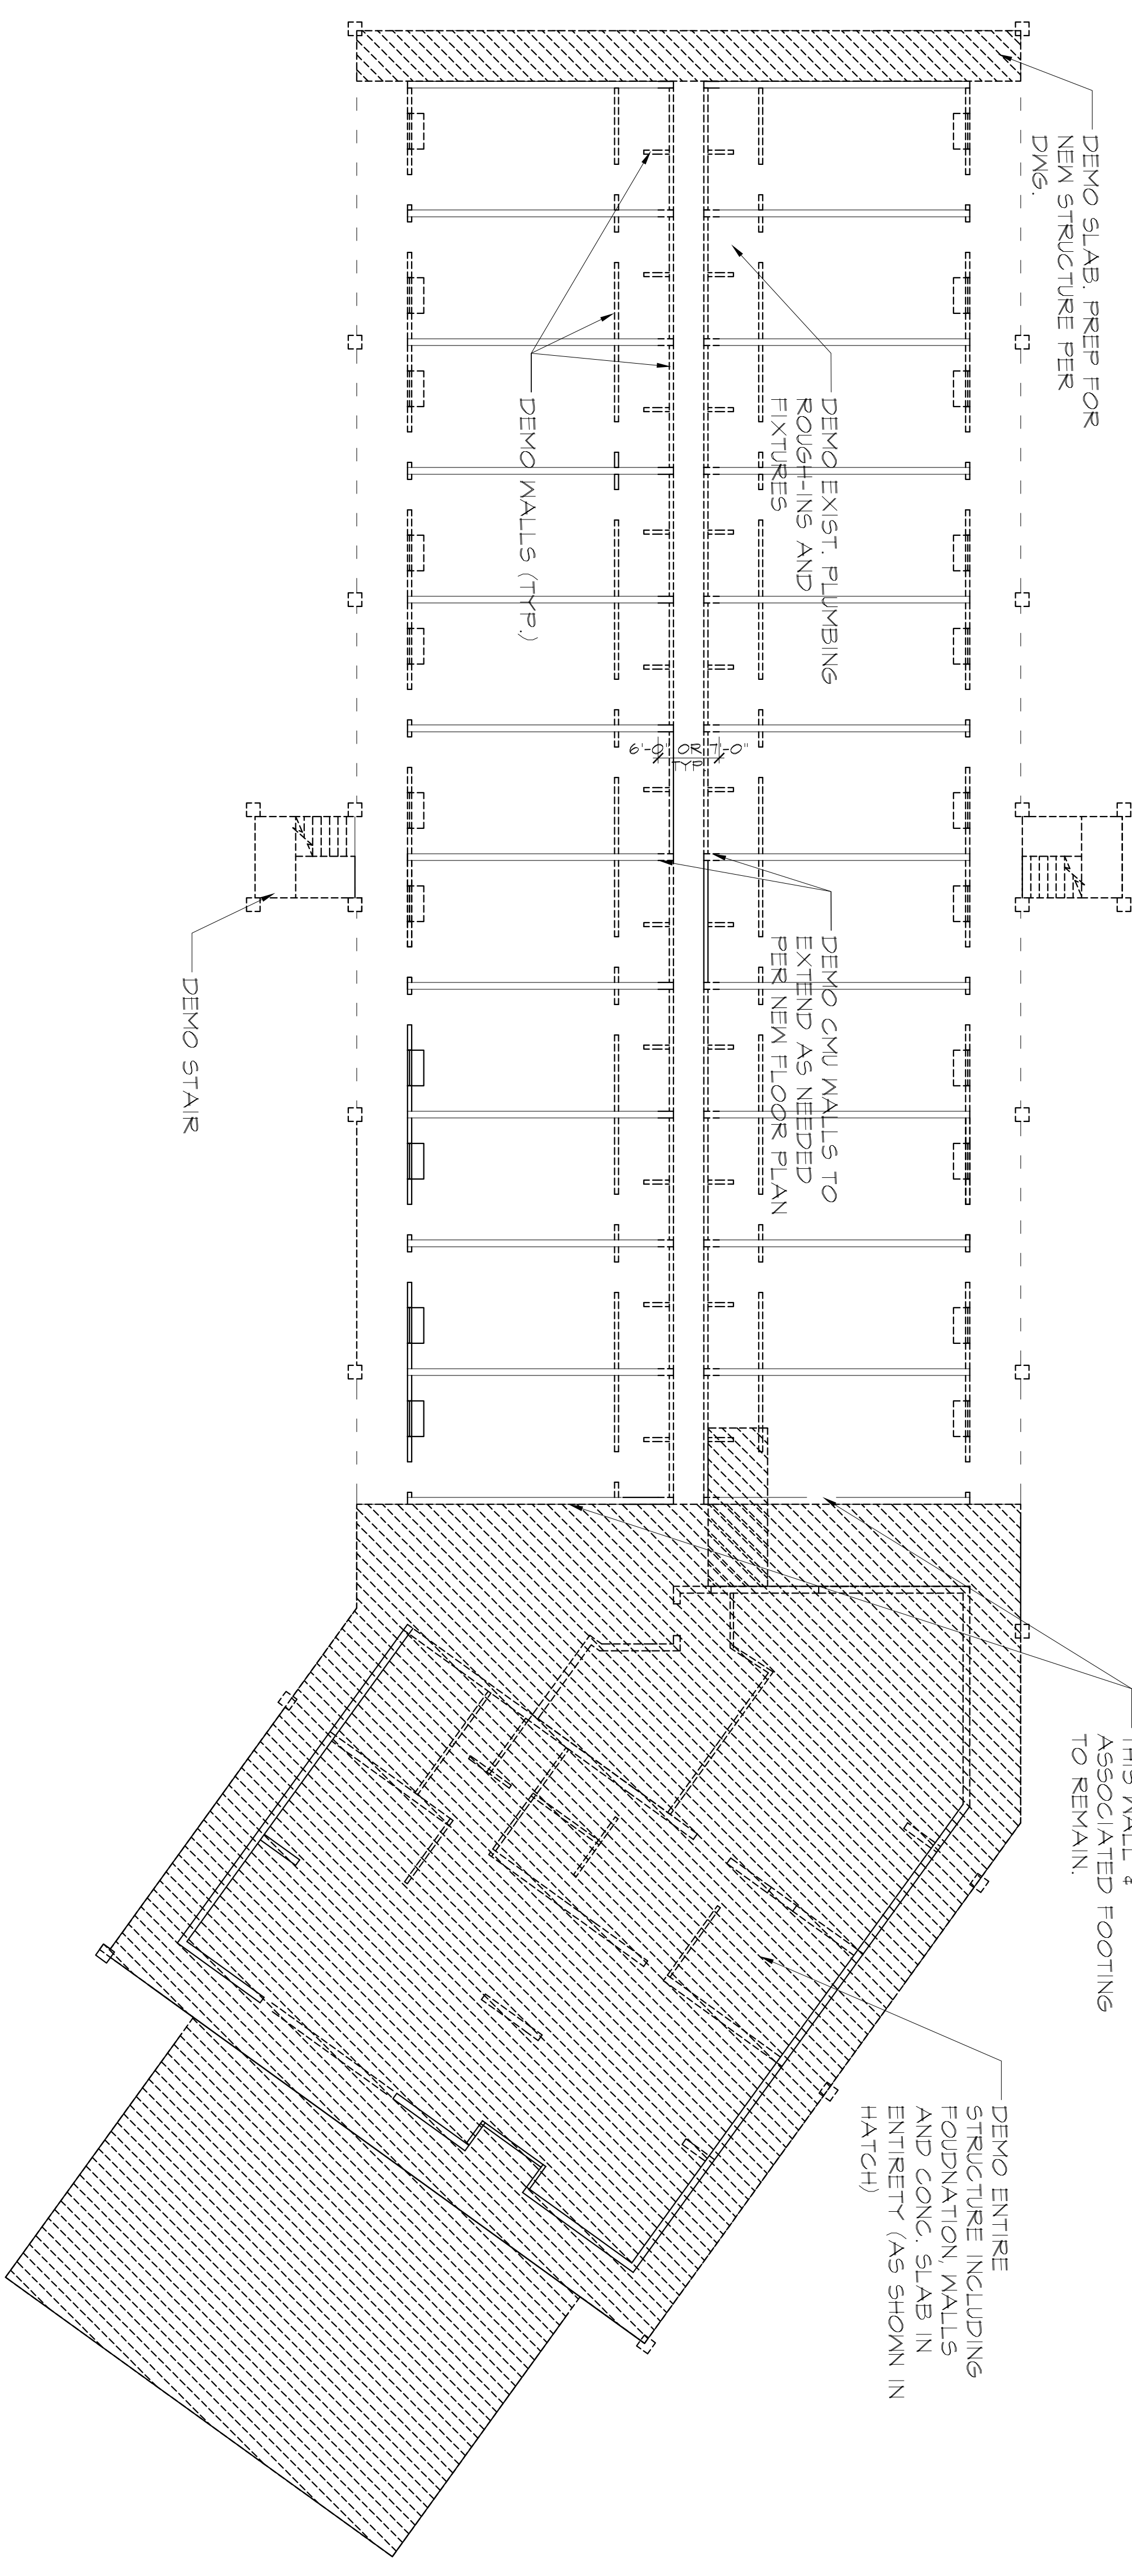 DEMO SLAB. PREP FOR
NEW STRUCTURE PER
DWG.
DEMO EXIST. PLUMBING
ROUGH-INS AND
FIXTURES
DEMO WALLS (TYP.)
6'-0" OR 7'-0"
TYP
DEMO CMU WALLS TO
EXTEND AS NEEDED
PER NEW FLOOR PLAN
DEMO STAIR
THIS WALL &
ASSOCIATED FOOTING
TO REMAIN.
DEMO ENTIRE
STRUCTURE INCLUDING
FOUDNATION, WALLS
AND CONC. SLAB IN
ENTIRETY (AS SHOWN IN
HATCH)